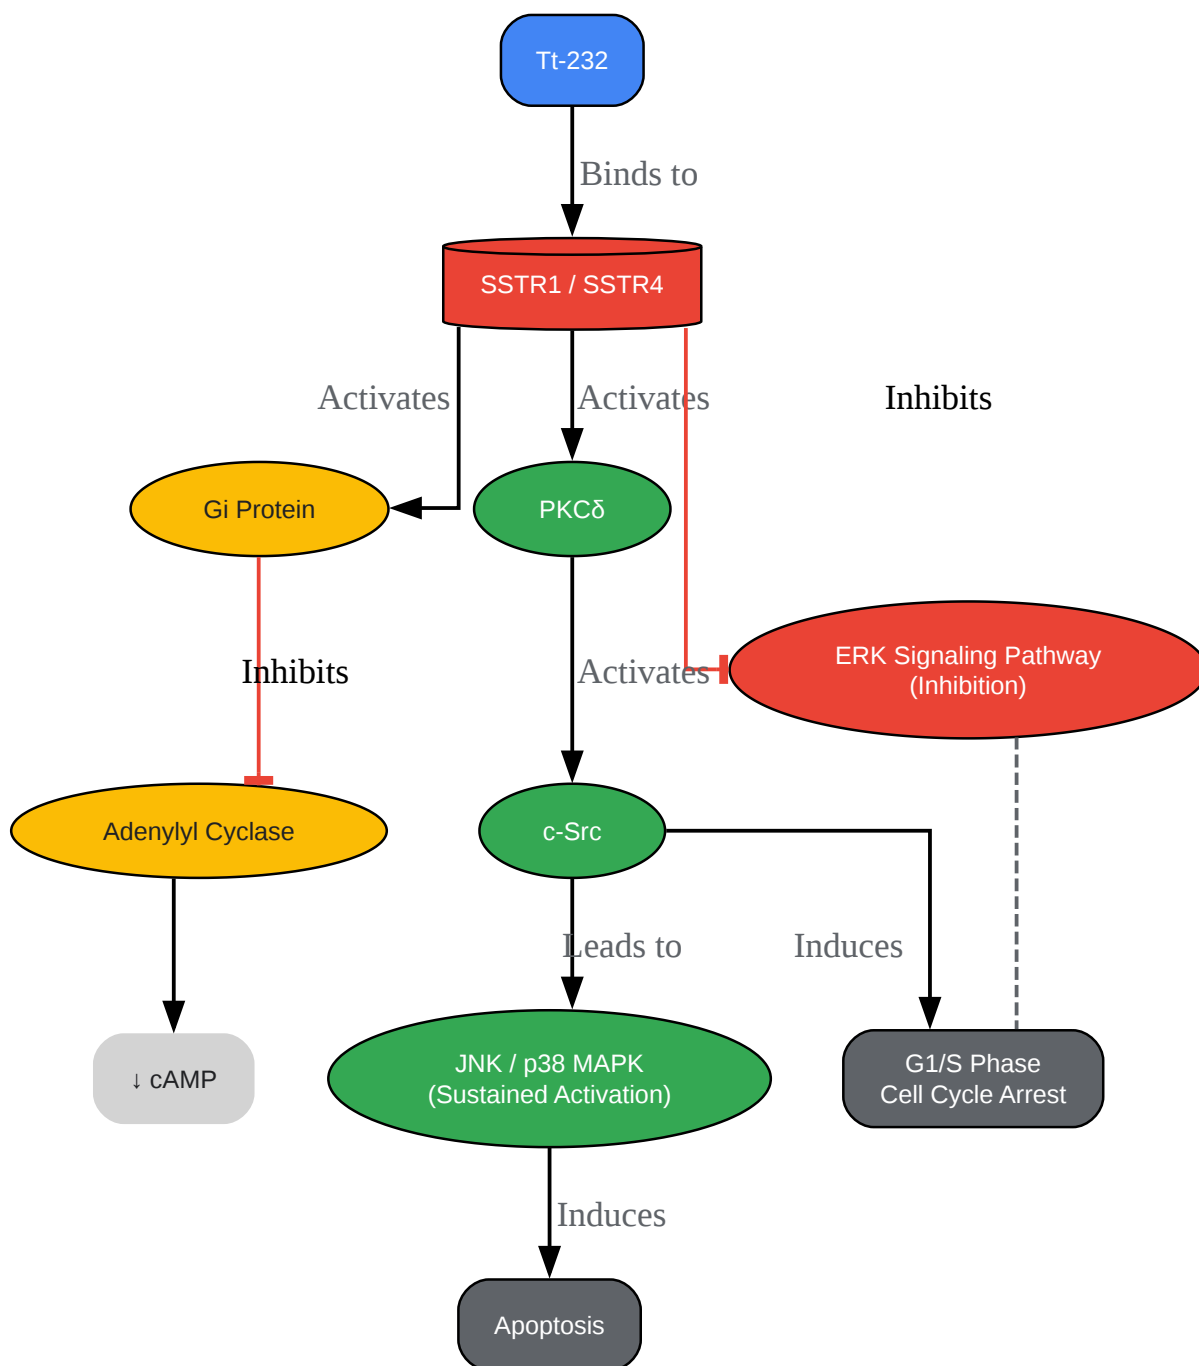 Tt-232
Binds to
SSTR1 / SSTR4
Activates
Activates
Inhibits
Gi Protein
PKCδ
Inhibits
Activates
ERK Signaling Pathway
(Inhibition)
Adenylyl Cyclase
c-Src
Leads to
Induces
↓ cAMP
JNK / p38 MAPK
(Sustained Activation)
G1/S Phase
Cell Cycle Arrest
Induces
Apoptosis